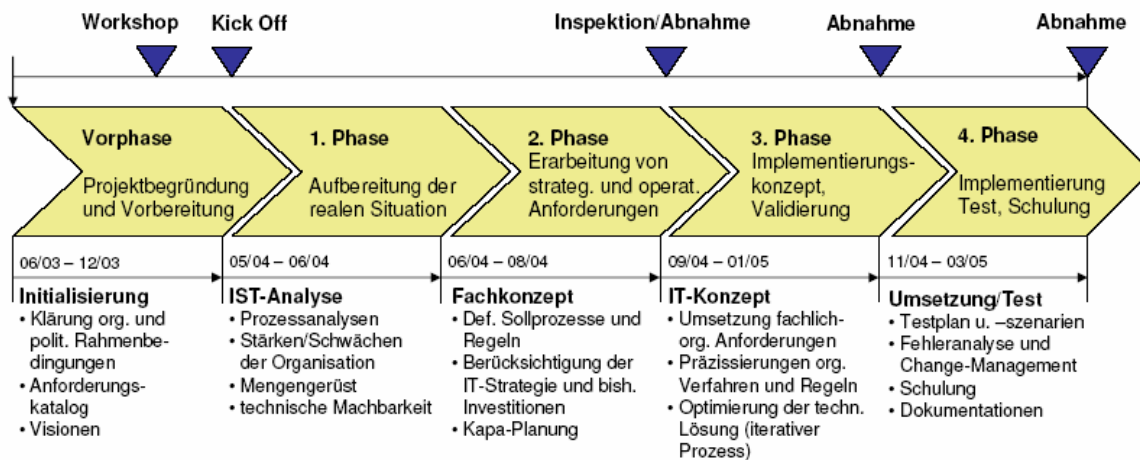 Workshop
Kick Off
Inspektion/Abnahme
Abnahme
Abnahme
Vorphase
Projektbegründung
und Vorbereitung
1. Phase
Aufbereitung der
realen Situation
2. Phase
Erarbeitung von
strateg. und operat.
Anforderungen
3. Phase
Implementierungs-
konzept,
Validierung
4. Phase
Implementierung
Test, Schulung
06/03 – 12/03
Initialisierung
• Klärung org. und
polit. Rahmenbe-
dingungen
• Anforderungs-
katalog
• Visionen
05/04 – 06/04
IST-Analyse
• Prozessanalysen
• Stärken/Schwächen
der Organisation
• Mengengerüst
• technische Machbarkeit
06/04 – 08/04
Fachkonzept
• Def. Sollprozesse und
Regeln
• Berücksichtigung der
IT-Strategie und bish.
Investitionen
• Kapa-Planung
09/04 – 01/05
IT-Konzept
• Umsetzung fachlich-
org. Anforderungen
• Präzissierungen org.
Verfahren und Regeln
• Optimierung der techn.
Lösung (iterativer
Prozess)
11/04 – 03/05
Umsetzung/Test
• Testplan u. –szenarien
• Fehleranalyse und
Change-Management
• Schulung
• Dokumentationen